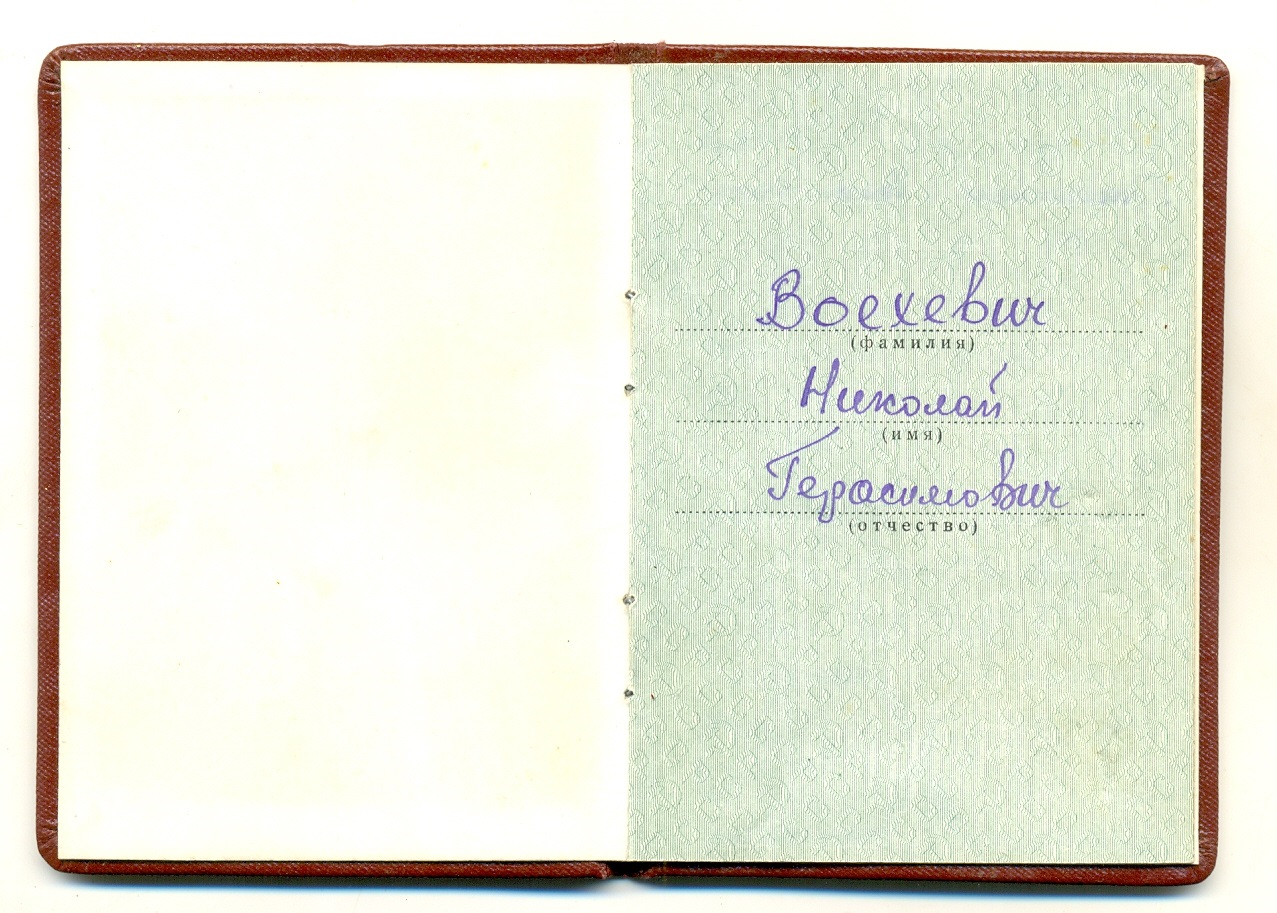 Воехевич
(фамилия)
Николай
(имя)
Герасимович
(отчество)